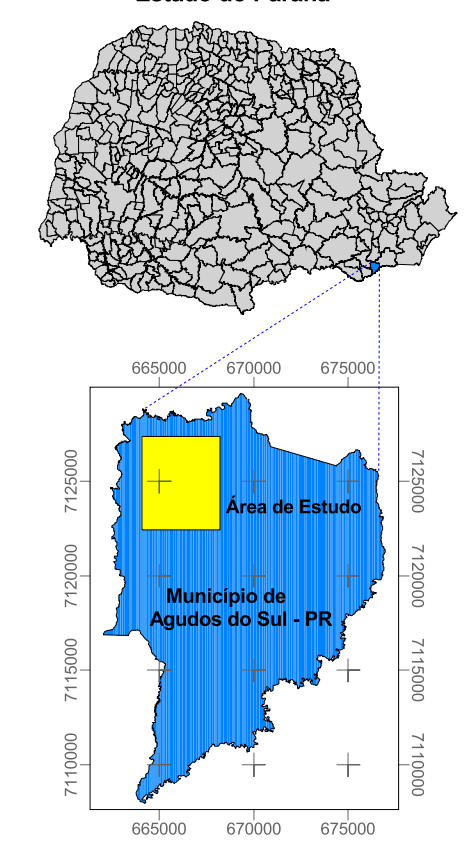 Estado do Paraná
665000 670000 675000
7125000
7125000
Área de Estudo
7120000
7120000
Município de
Agudos do Sul - PR
7115000
7115000
7110000
7110000
665000 670000 675000